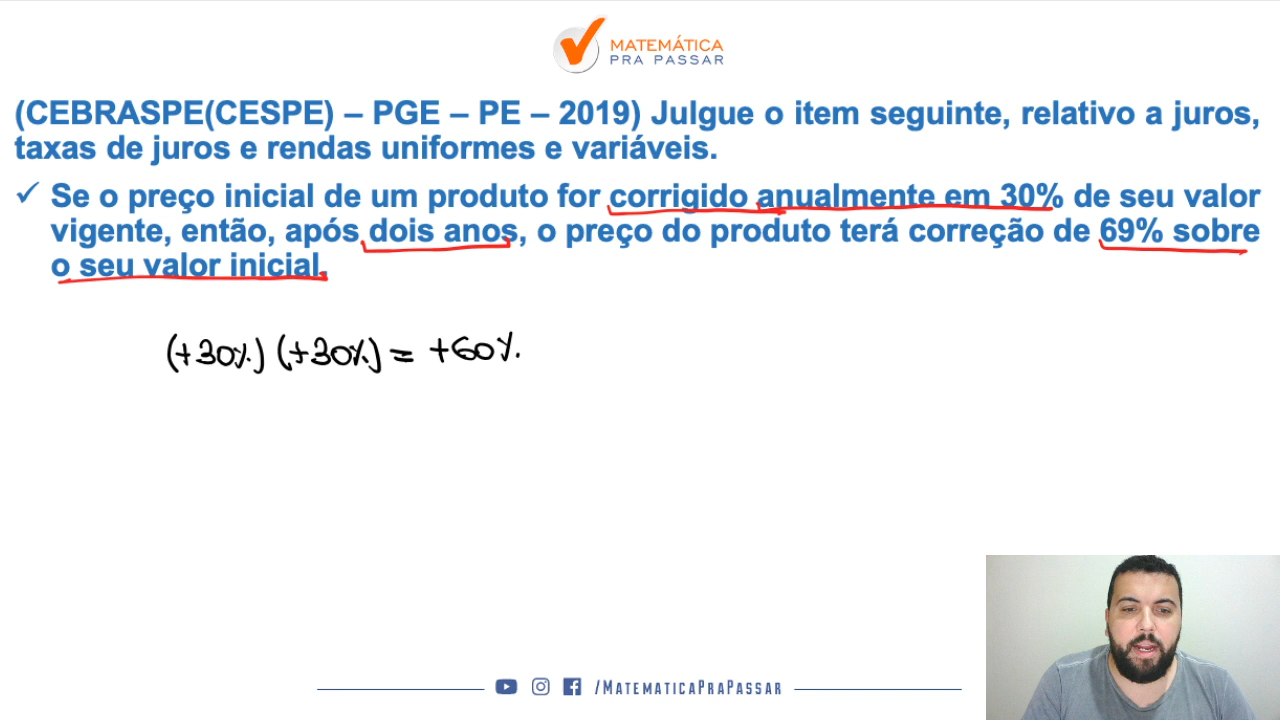 MATEMÁTICA
PRA PASSAR
(CEBRASPE(CESPE) – PGE – PE – 2019) Julgue o item seguinte, relativo a juros,
taxas de juros e rendas uniformes e variáveis.
✓ Se o preço inicial de um produto for corrigido anualmente em 30% de seu valor
vigente, então, após dois anos, o preço do produto terá correção de 69% sobre
o seu valor inicial.
(+30%) (+30%) = +60%.
/MATEMATICAPRAPASSAR